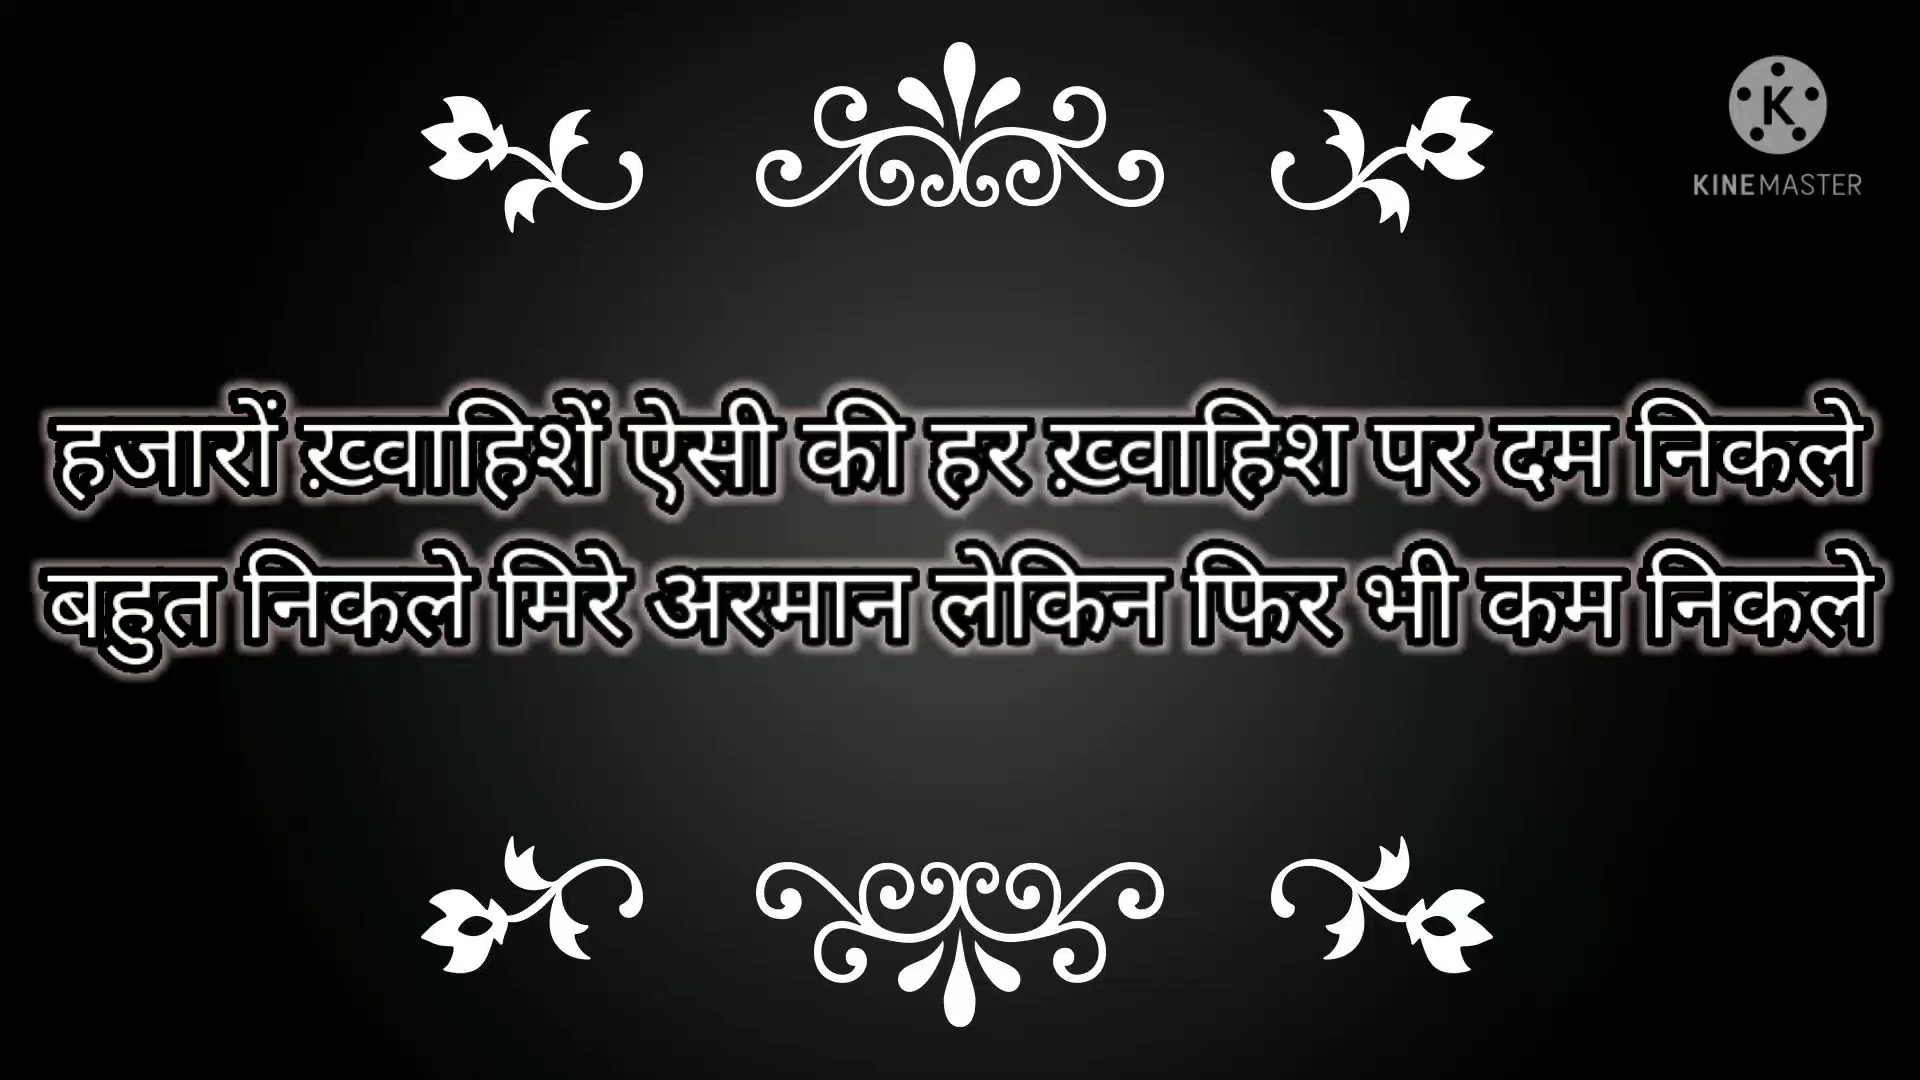 KINEMASTER
हजारों ख़्वाहिशें ऐसी की हर ख़्वाहिश पर दम निकले
बहुत निकले मिरे अरमान लेकिन फिर भी कम निकले